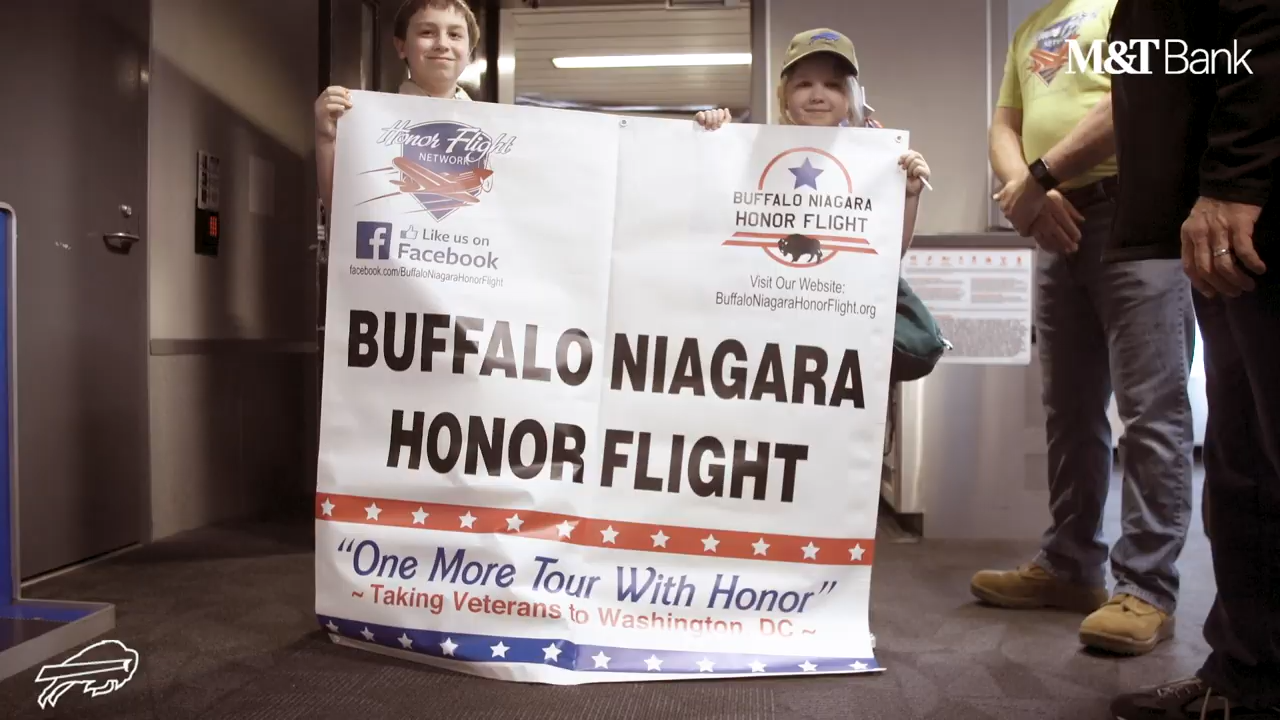 M&T Bank
Honor Flight
NETWORK
Like us on
Facebook
facebook.com/BuffaloNiagaraHonorFlight
BUFFALO NIAGARA
HONOR FLIGHT
Visit Our Website:
BuffaloNiagaraHonorFlight.org
BUFFALO NIAGARA
HONOR FLIGHT
"One More Tour With Honor"
~ Taking Veterans to Washington, DC ~